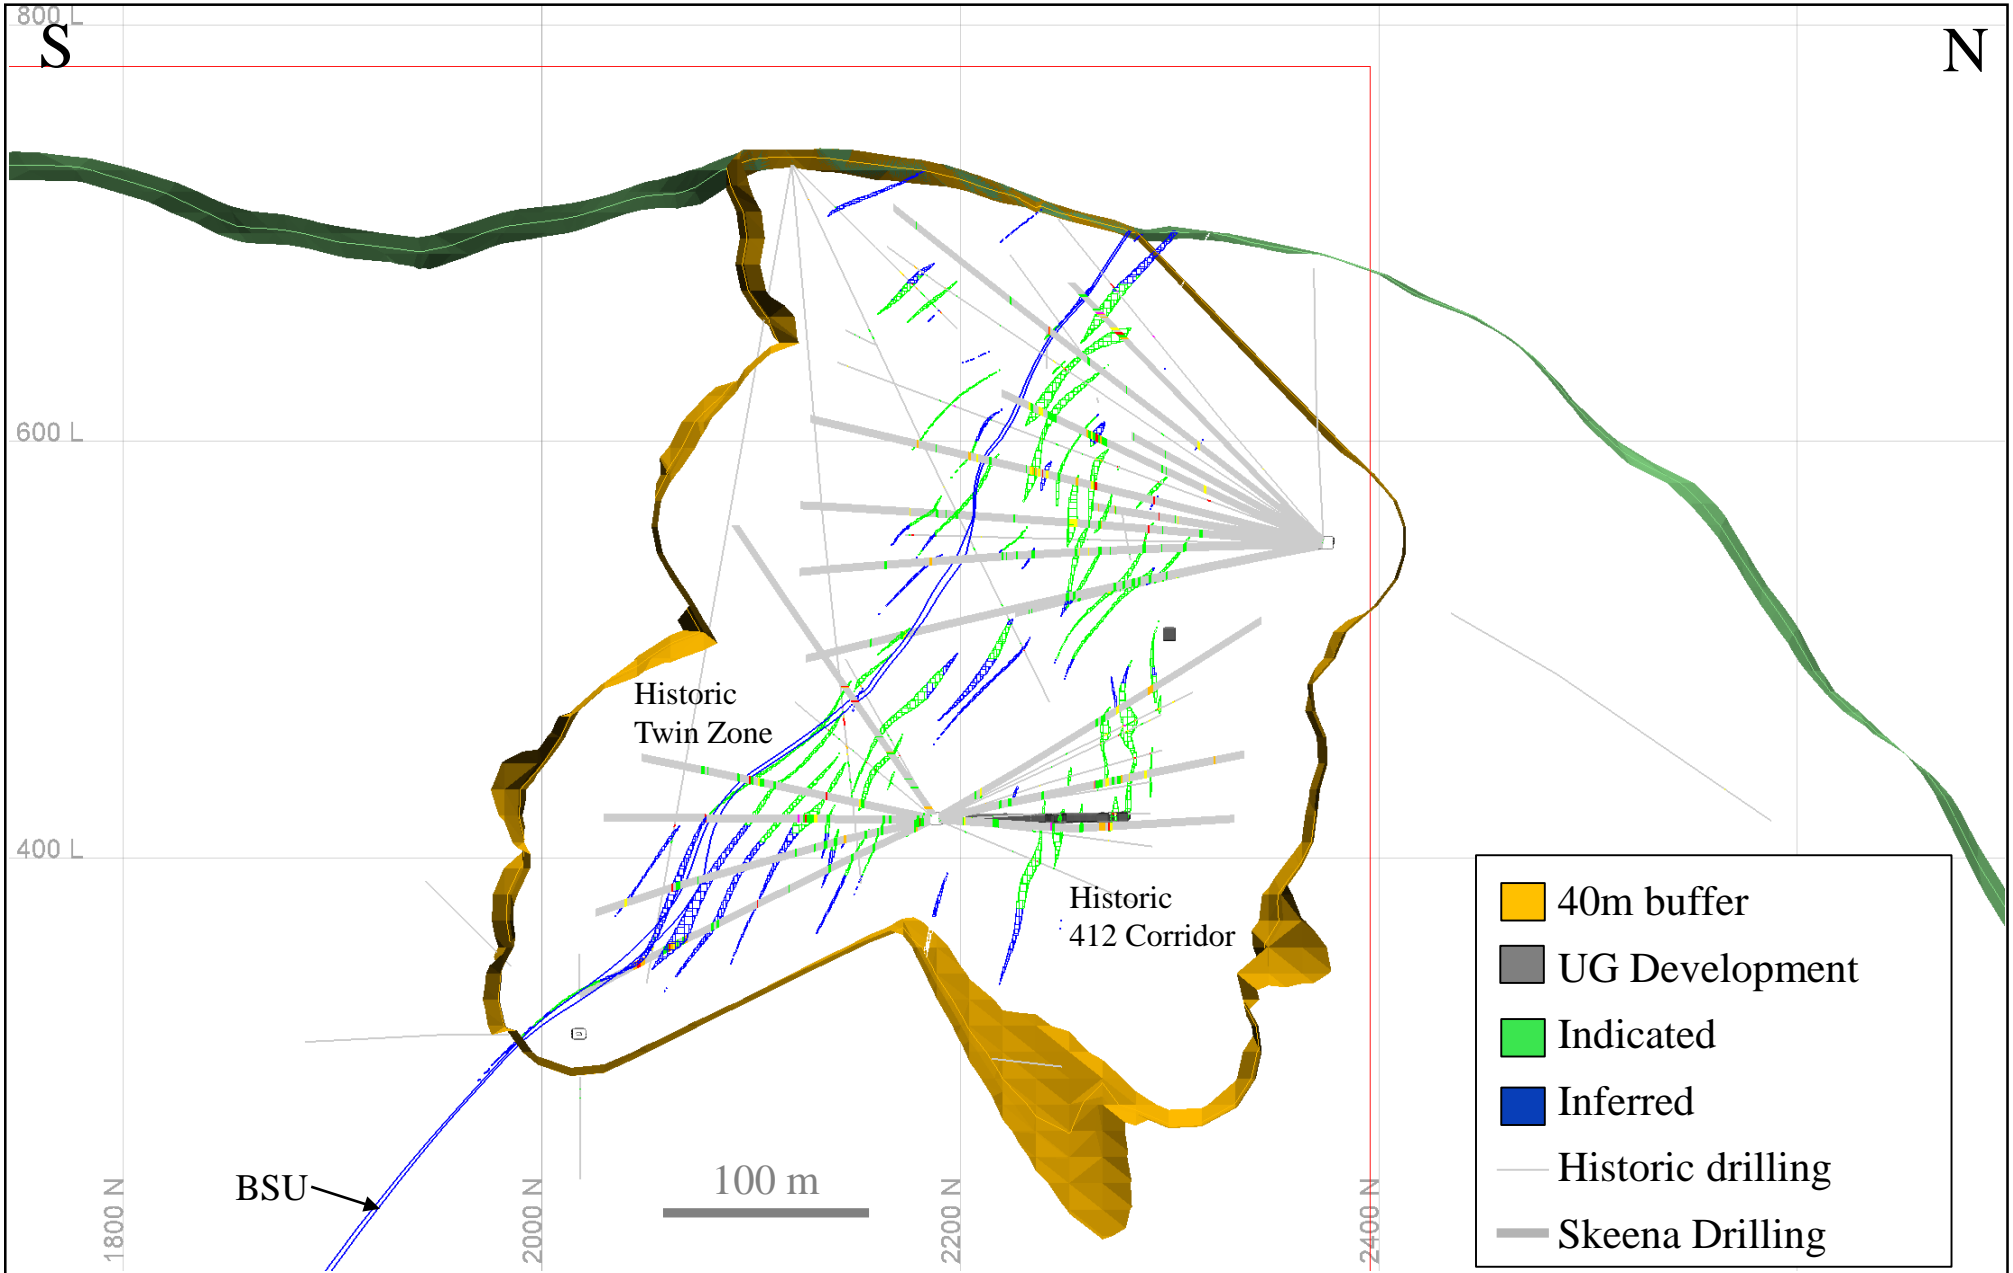 800 L
S
N
600 L
Historic
Twin Zone
400 L
Historic
412 Corridor
BSU
100 m
1800 N
2000 N
2200 N
2400 N
40m buffer
UG Development
Indicated
Inferred
Historic drilling
Skeena Drilling